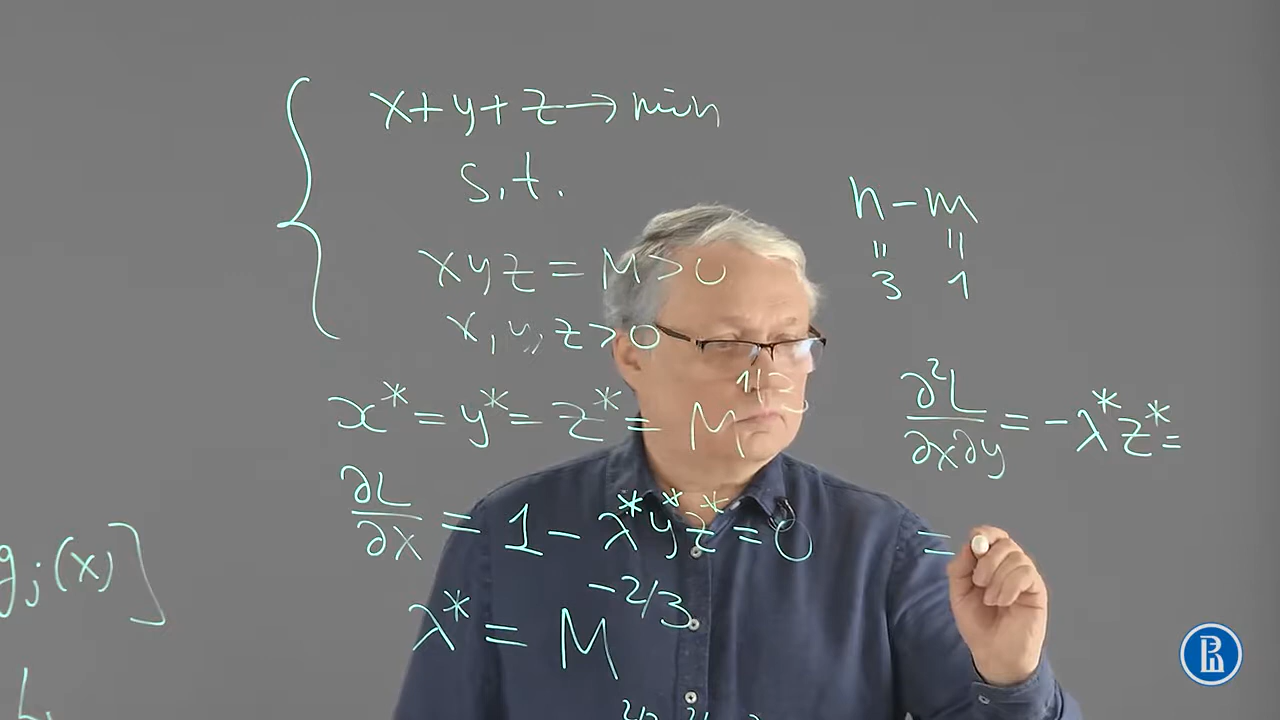 x+y+z→min
s.t.
xyz = M>0
x, y, z>0
n-m
" "
3 1
x* = y* = z* = M^1/3
∂²L/∂x∂y = -λ*z* =
∂L/∂x = 1 - λ*y*z* = 0
=
g_j(x)]
λ* = M^-2/3